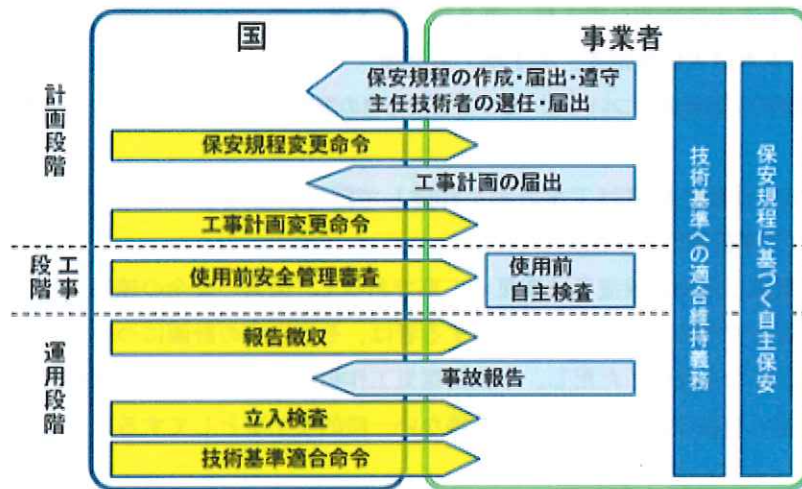 国
事業者
計画段階
保安規程の作成・届出・遵守
主任技術者の選任・届出
保安規程変更命令
工事計画の届出
工事計画変更命令
工事段階
使用前安全管理審査
使用前
自主検査
運用段階
報告徴収
事故報告
立入検査
技術基準適合命令
技術基準への適合維持義務
保安規程に基づく自主保安